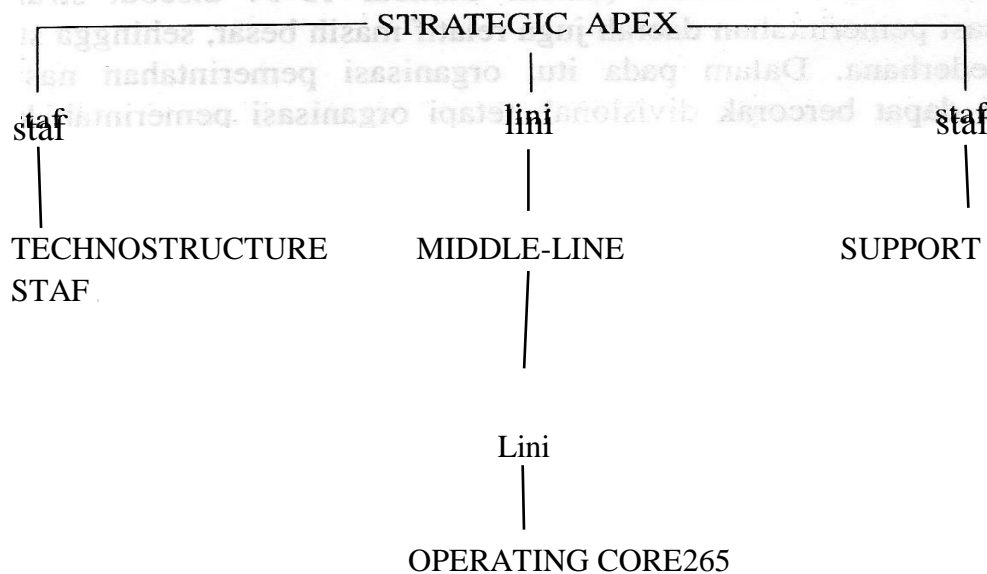 STRATEGIC APEX
staf lini staf
TECHNOSTRUCTURE MIDDLE-LINE SUPPORT
STAF
Lini
OPERATING CORE265